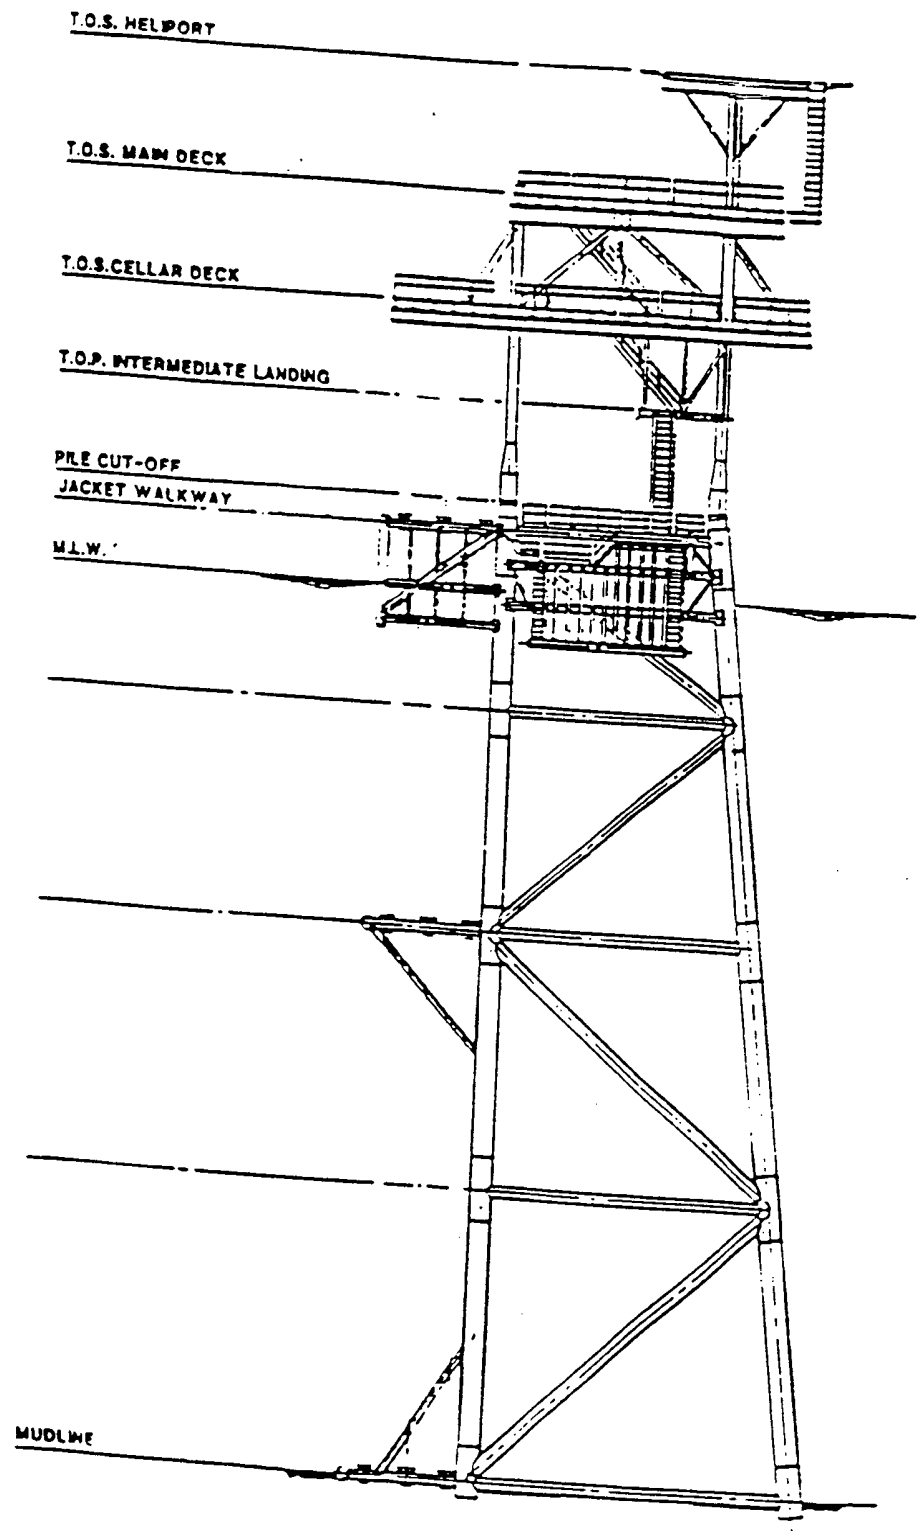 T.O.S. HELIPORT
T.O.S. MAIN DECK
T.O.S. CELLAR DECK
T.O.P. INTERMEDIATE LANDING
PILE CUT-OFF
JACKET WALKWAY
M.L.W.
MUDLINE